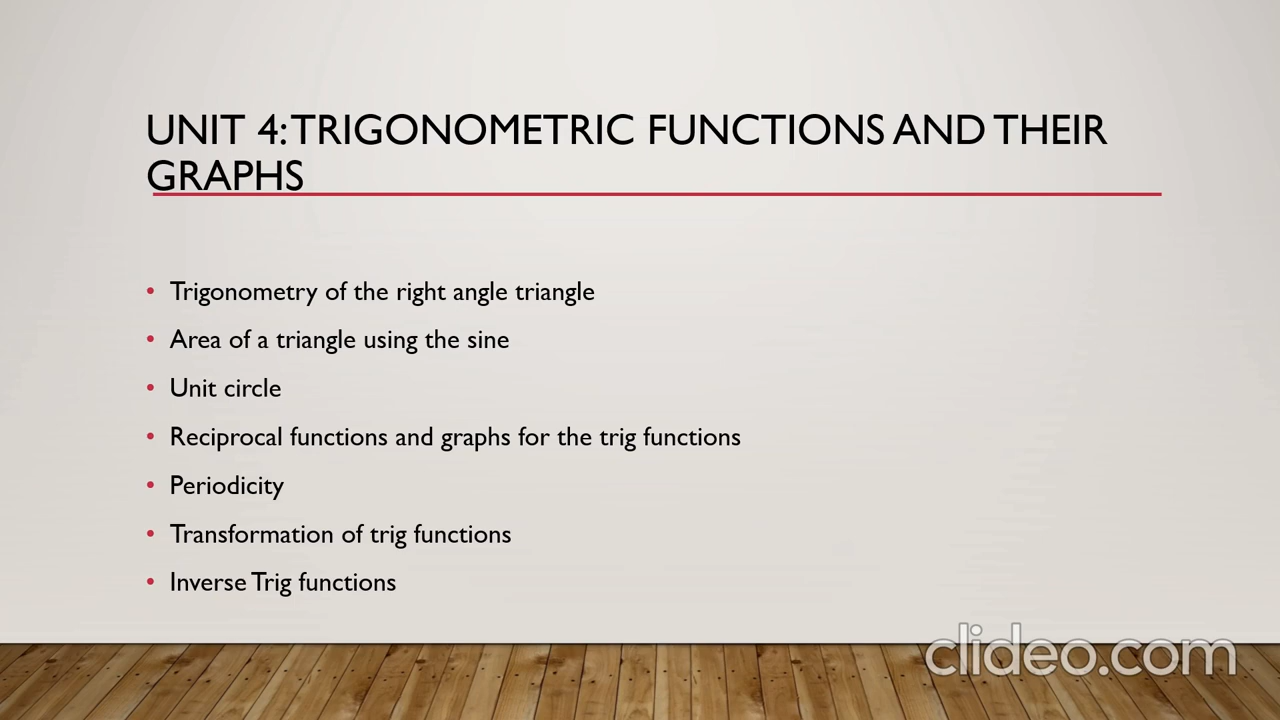 UNIT 4: TRIGONOMETRIC FUNCTIONS AND THEIR
GRAPHS
• Trigonometry of the right angle triangle
• Area of a triangle using the sine
• Unit circle
• Reciprocal functions and graphs for the trig functions
• Periodicity
• Transformation of trig functions
• Inverse Trig functions
clideo.com